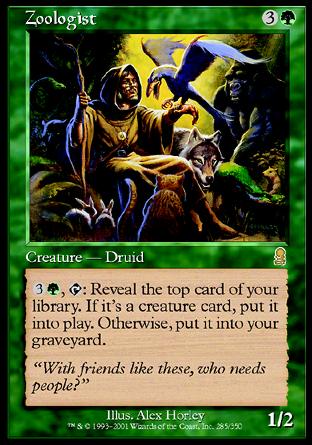 Zoologist 3
Creature — Druid
3, : Reveal the top card of your
library. If it's a creature card, put it
into play. Otherwise, put it into your
graveyard.
"With friends like these, who needs
people?"
Illus. Alex Horley
™ & © 1993–2001 Wizards of the Coast, Inc. 285/350
1/2